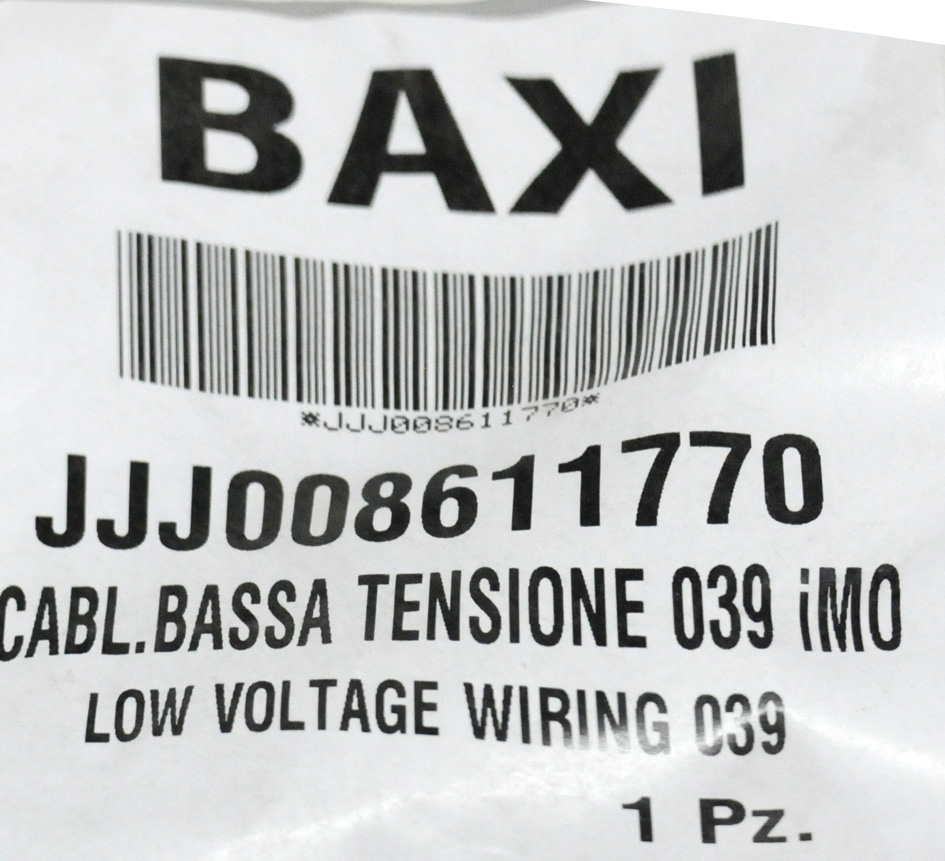 BAXI
*JJJ008611770*
JJJ008611770
CABL.BASSA TENSIONE 039 iMO
LOW VOLTAGE WIRING 039
1 Pz.